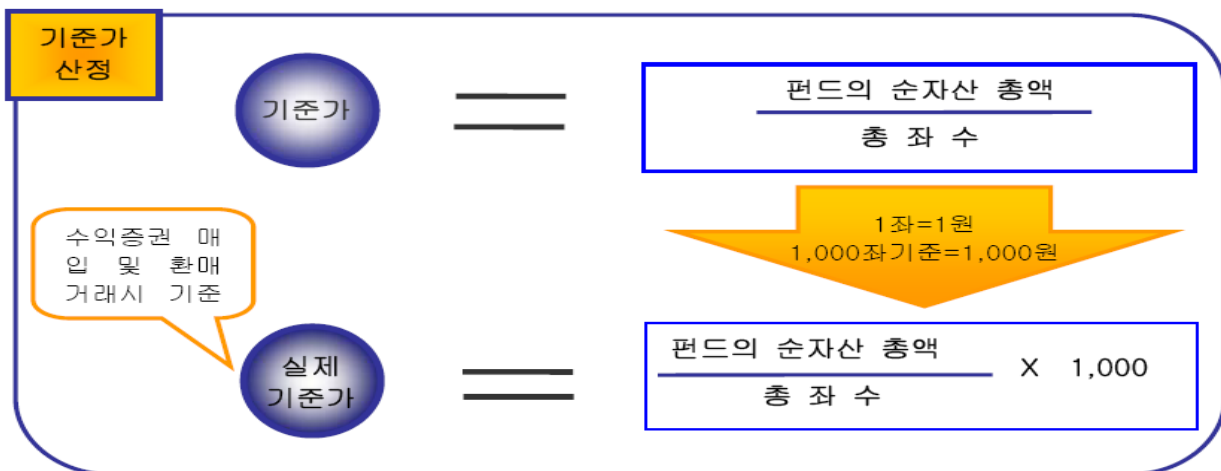 기준가
산정
기준가
펀드의 순자산 총액
총 좌 수
1좌=1원
1,000좌기준=1,000원
수익증권 매
입 및 환매
거래시 기준
실제
기준가
펀드의 순자산 총액
총 좌 수
X 1,000